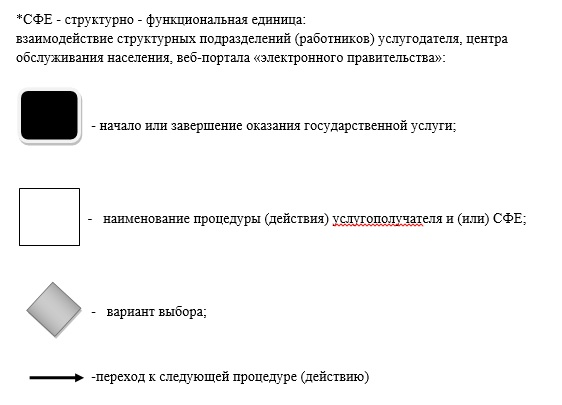 *СФЕ - структурно - функциональная единица:
взаимодействие структурных подразделений (работников) услугодателя, центра
обслуживания населения, веб-портала «электронного правительства»:
- начало или завершение оказания государственной услуги;
- наименование процедуры (действия) услугополучателя и (или) СФЕ;
- вариант выбора;
-переход к следующей процедуре (действию)